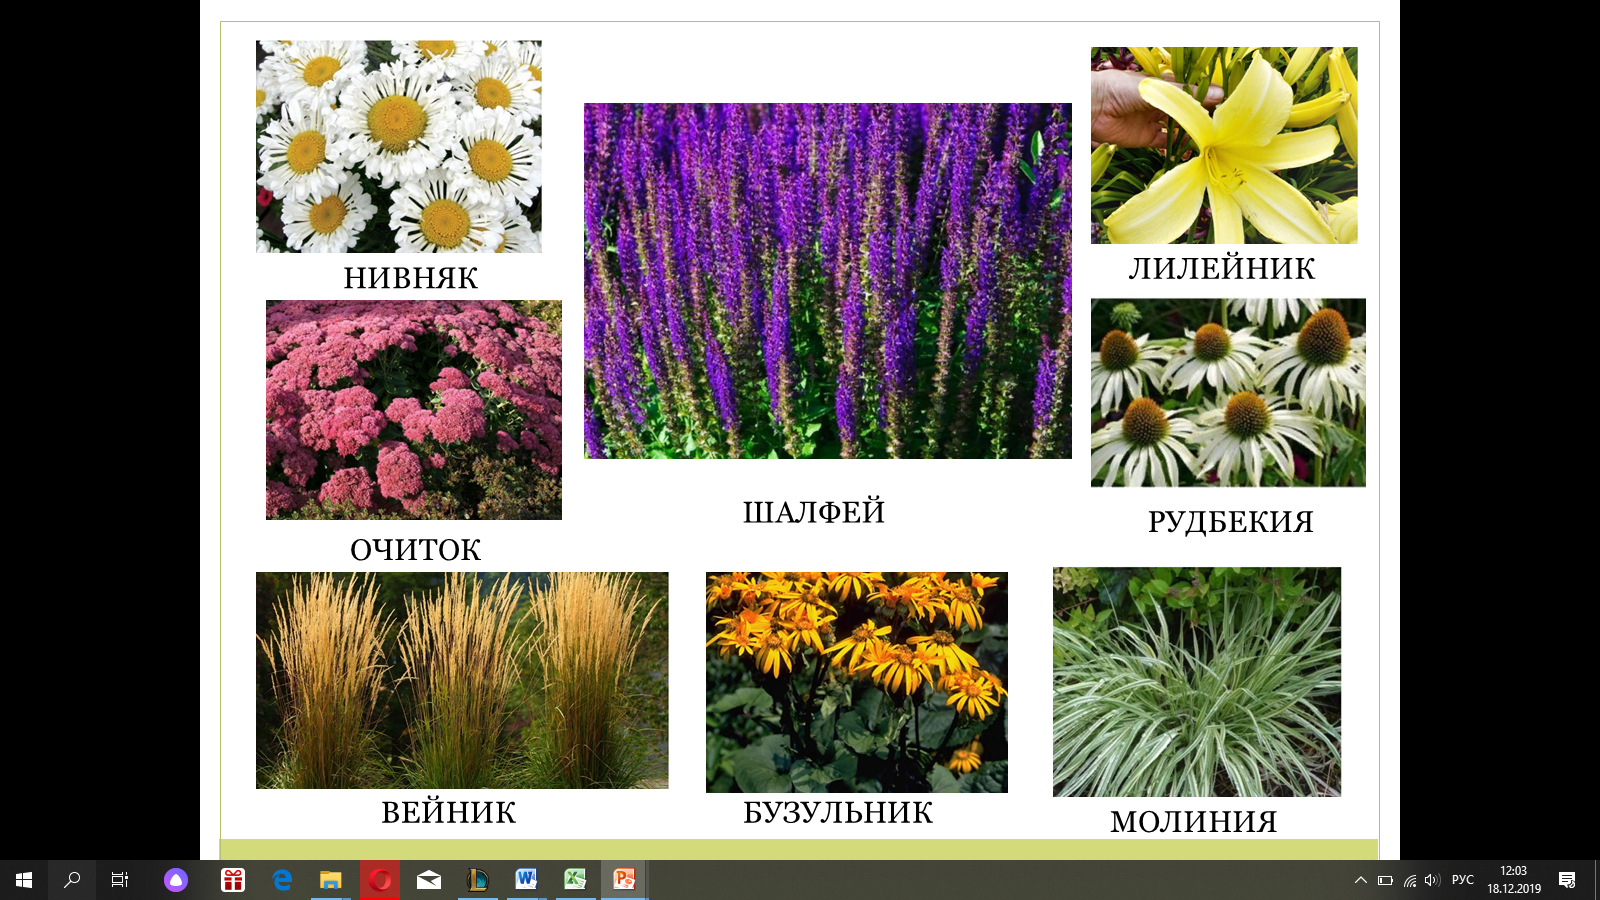 НИВНЯК
ЛИЛЕЙНИК
ШАЛФЕЙ
РУДБЕКИЯ
ОЧИТОК
ВЕЙНИК
БУЗУЛЬНИК
МОЛИНИЯ
РУС
12:03
18.12.2019